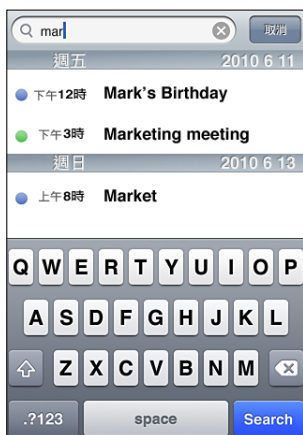 mar 取消
週五 2010 6 11
下午12時 Mark's Birthday
下午3時 Marketing meeting
週日 2010 6 13
上午8時 Market
Q W E R T Y U I O P
A S D F G H J K L
Z X C V B N M
.?123 space Search